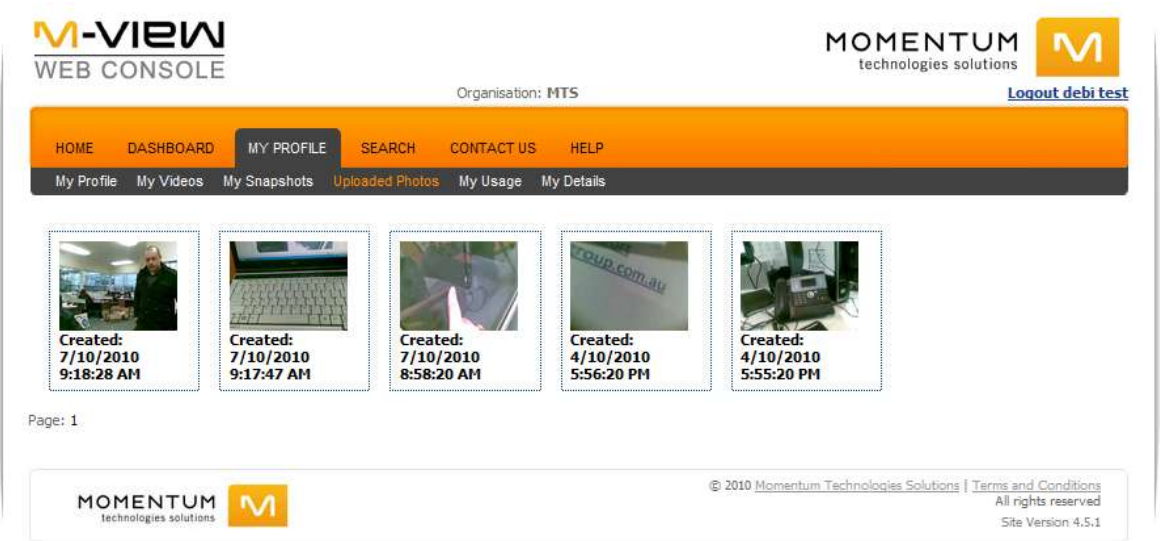 M-VIEW
WEB CONSOLE
MOMENTUM
technologies solutions
Organisation: MTS
Logout debi test
HOME DASHBOARD MY PROFILE SEARCH CONTACT US HELP
My Profile My Videos My Snapshots Uploaded Photos My Usage My Details
group.com.au
Created:
7/10/2010
9:18:28 AM
Created:
7/10/2010
9:17:47 AM
Created:
7/10/2010
8:58:20 AM
Created:
4/10/2010
5:56:20 PM
Created:
4/10/2010
5:55:20 PM
Page: 1
MOMENTUM
technologies solutions
© 2010 Momentum Technologies Solutions | Terms and Conditions
All rights reserved
Site Version 4.5.1